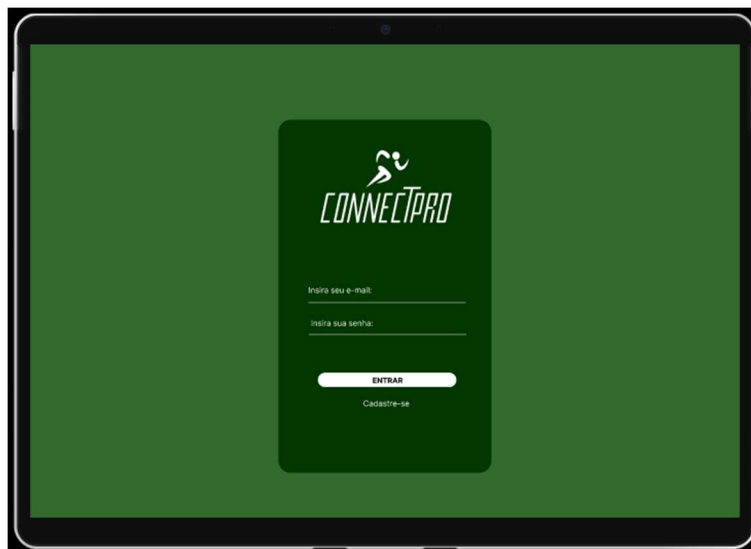 CONNECTPRO
Insira seu e-mail:
Insira sua senha:
ENTRAR
Cadastre-se